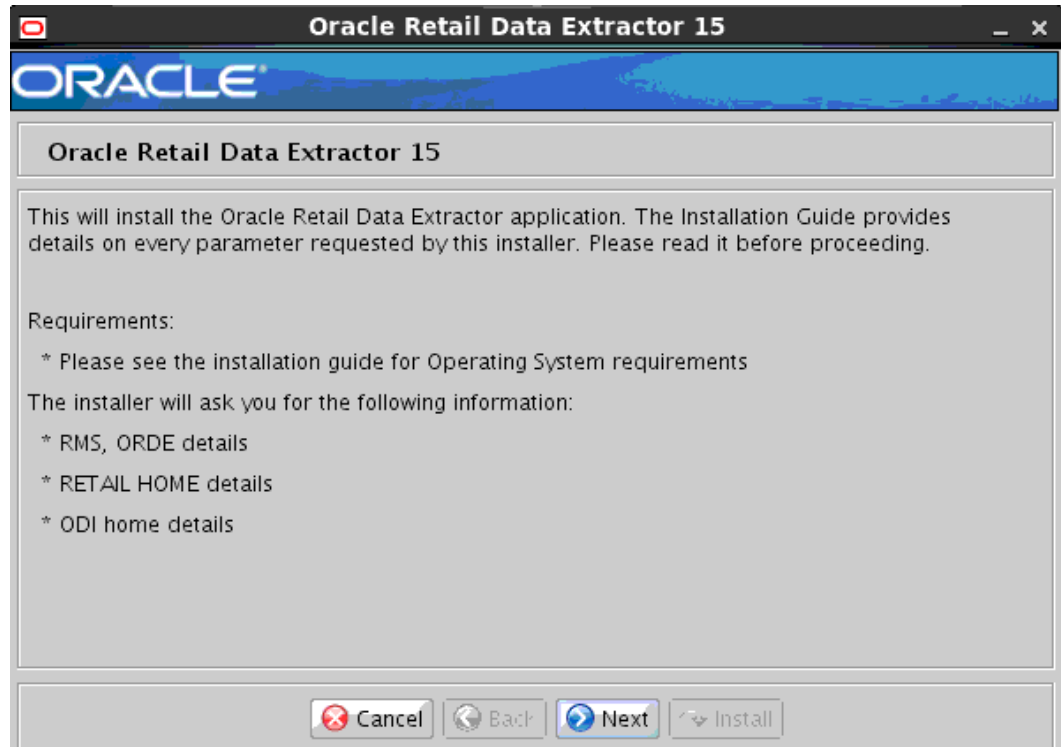 Oracle Retail Data Extractor 15
ORACLE
Oracle Retail Data Extractor 15
This will install the Oracle Retail Data Extractor application. The Installation Guide provides
details on every parameter requested by this installer. Please read it before proceeding.
Requirements:
* Please see the installation guide for Operating System requirements
The installer will ask you for the following information:
* RMS, ORDE details
* RETAIL HOME details
* ODI home details
Cancel Back Next Install